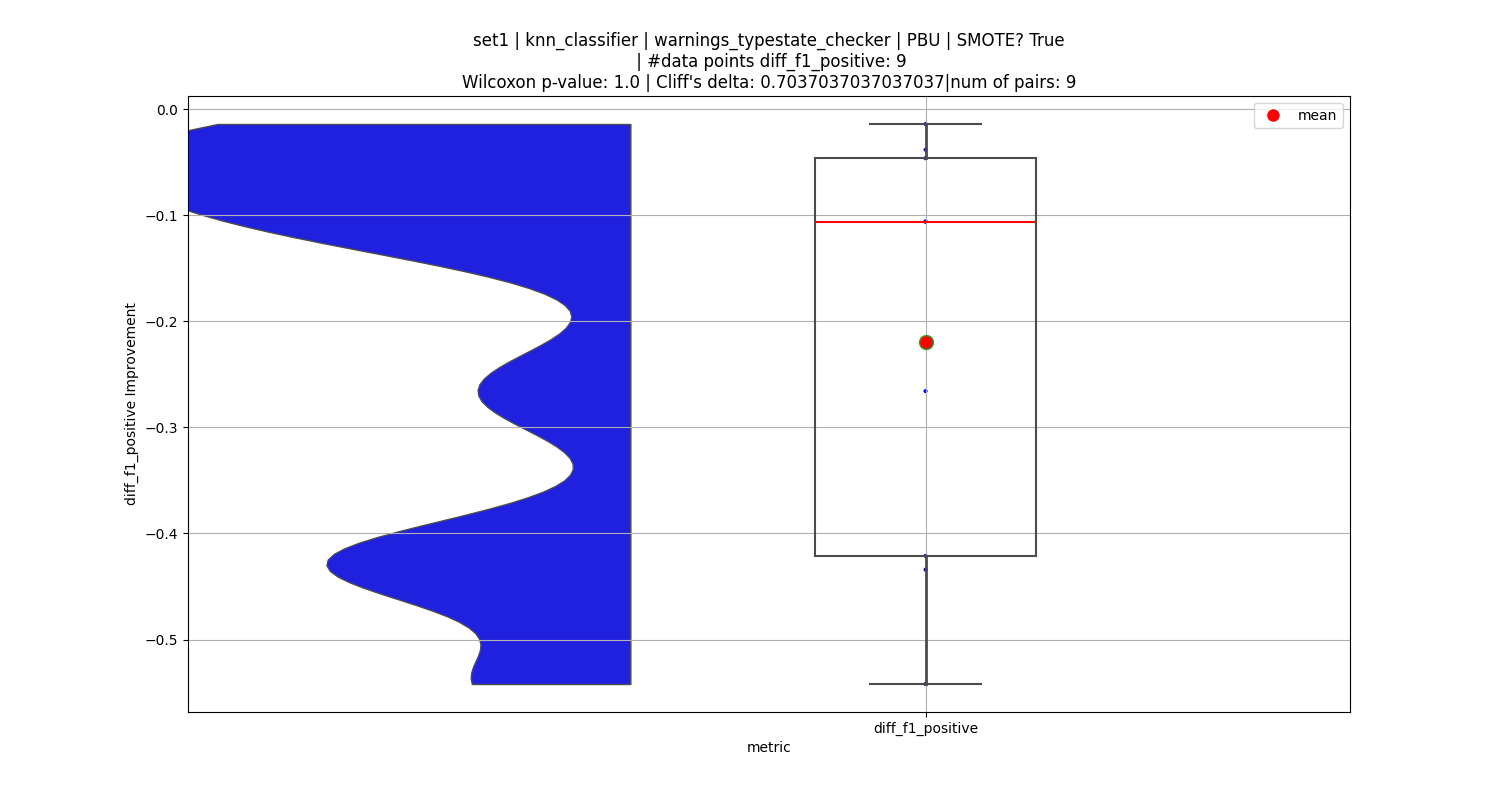 set1 | knn_classifier | warnings_typestate_checker | PBU | SMOTE? True
| #data points diff_f1_positive: 9
Wilcoxon p-value: 1.0 | Cliff's delta: 0.7037037037037037|num of pairs: 9
mean
0.0
−0.1
−0.2
−0.3
−0.4
−0.5
diff_f1_positive Improvement
diff_f1_positive
metric